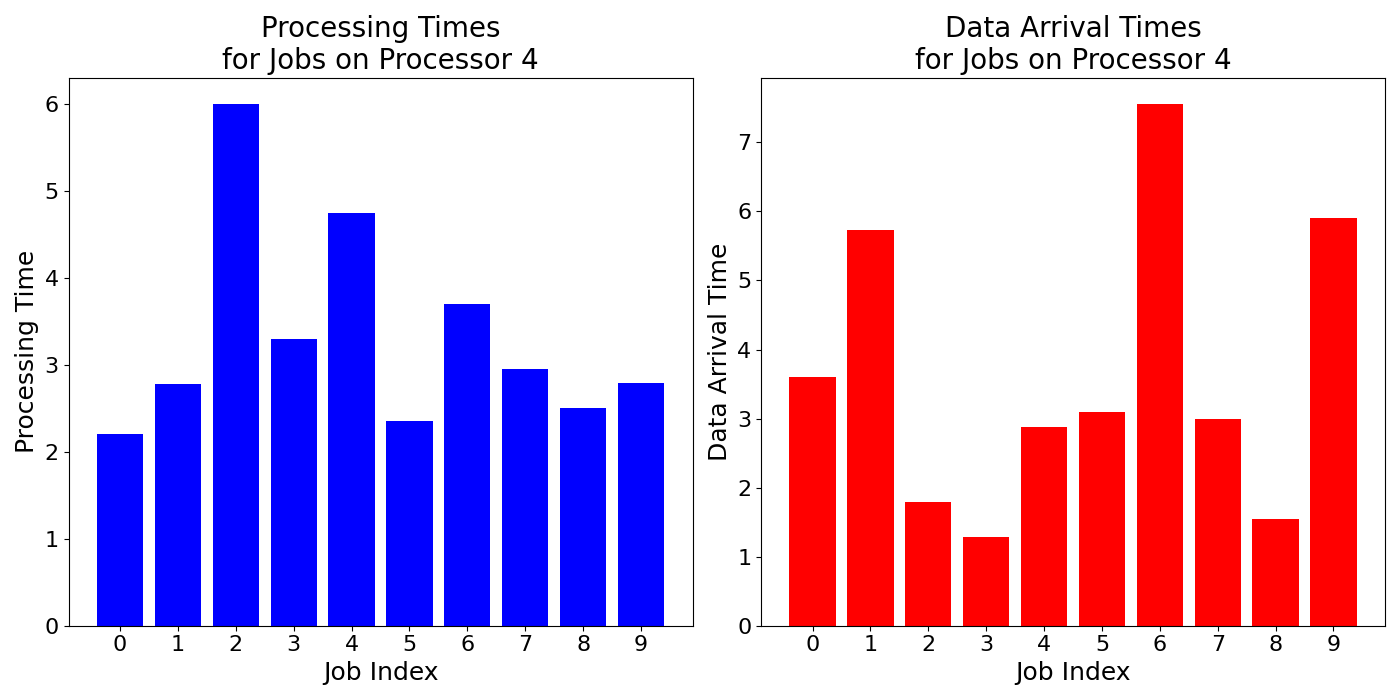 Processing Times
for Jobs on Processor 4
Processing Time
6
5
4
3
2
1
0
0 1 2 3 4 5 6 7 8 9
Job Index
Data Arrival Times
for Jobs on Processor 4
Data Arrival Time
7
6
5
4
3
2
1
0
0 1 2 3 4 5 6 7 8 9
Job Index